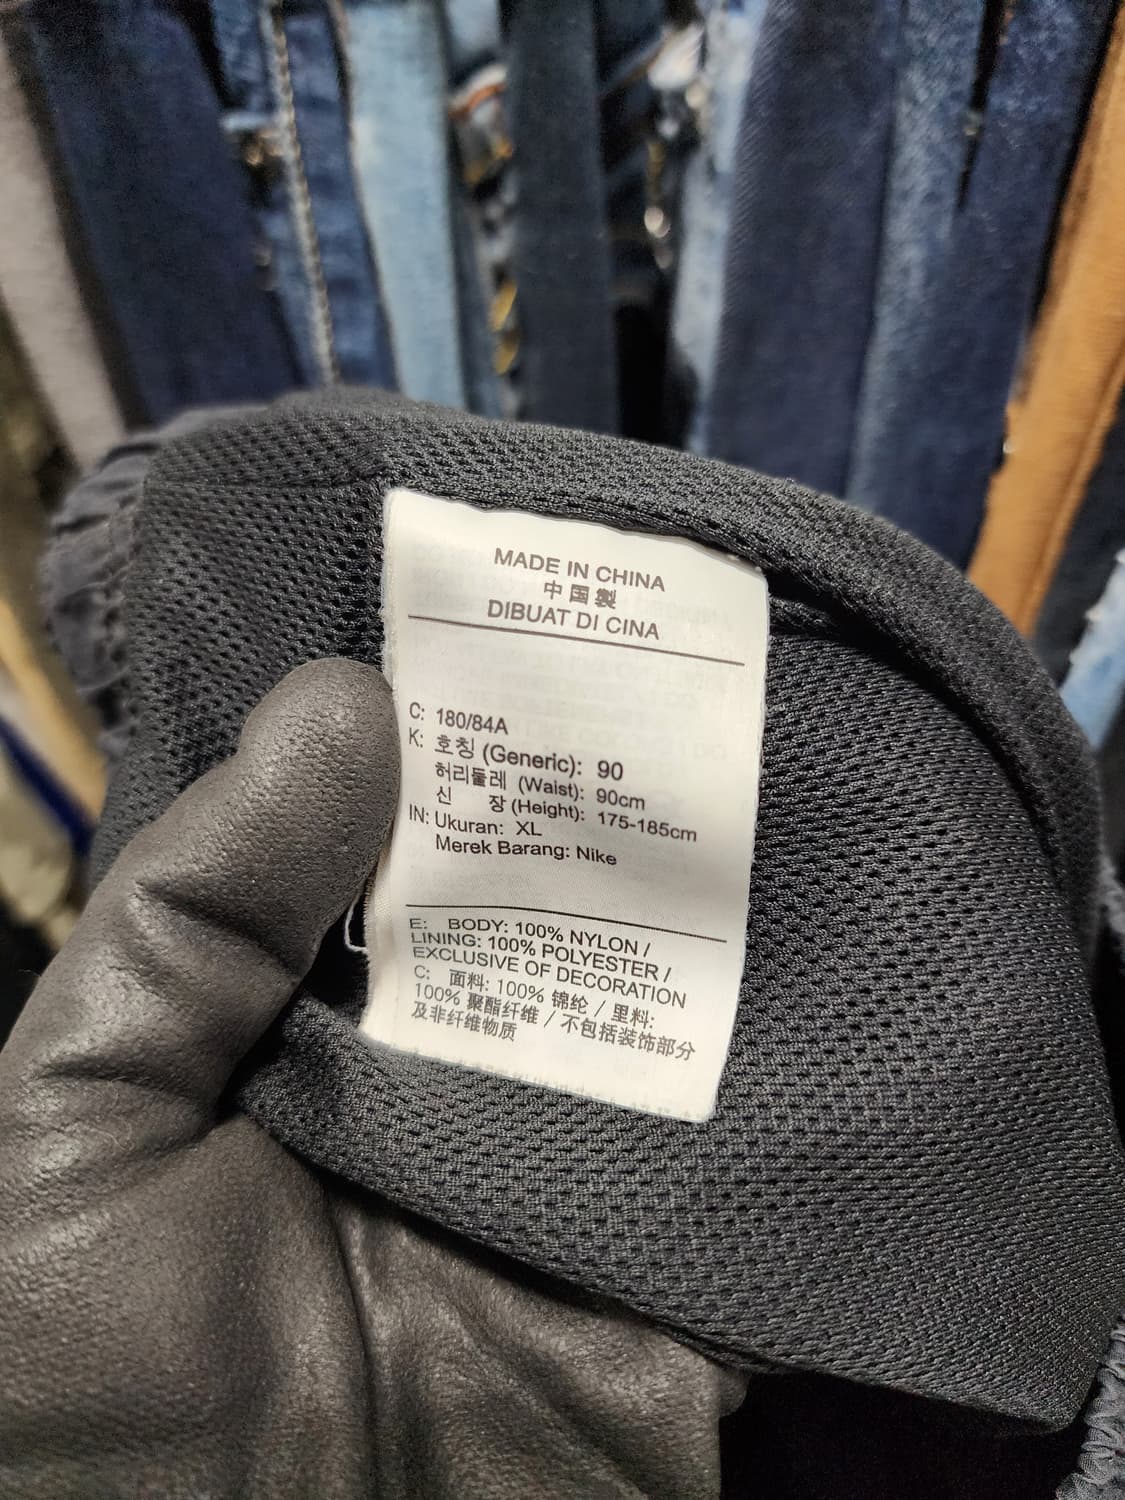 MADE IN CHINA
中国製
DIBUAT DI CINA
C: 180/84A
K: 호칭 (Generic): 90
허리둘레 (Waist): 90cm
신 장 (Height): 175-185cm
IN: Ukuran: XL
Merek Barang: Nike
E: BODY: 100% NYLON /
LINING: 100% POLYESTER /
EXCLUSIVE OF DECORATION
C: 面料: 100% 锦纶 / 里料:
100% 聚酯纤维 / 不包括装饰部分
及非纤维物质